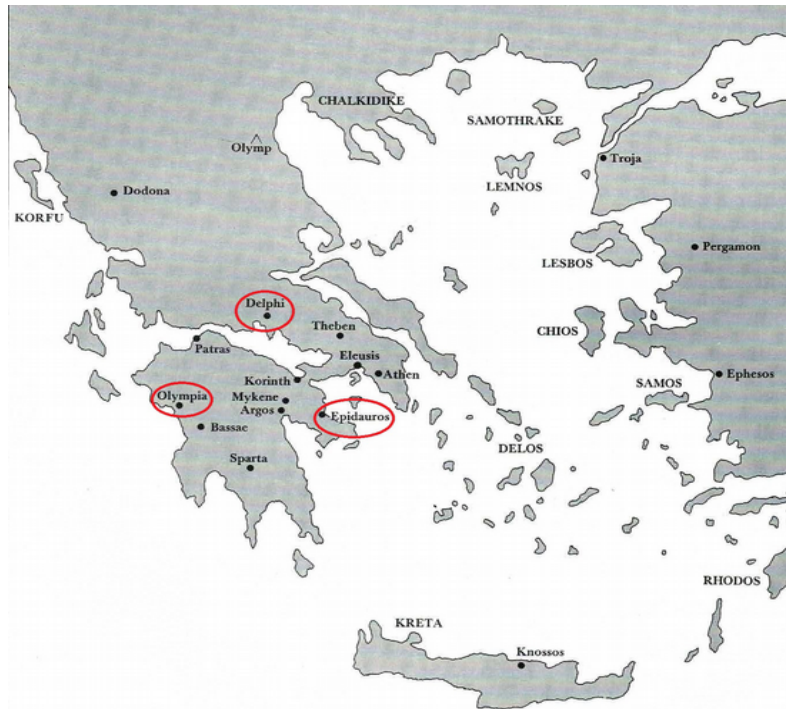 CHALKIDIKE
SAMOTHRAKE
Olymp
Troja
LEMNOS
Dodona
KORFU
Pergamon
LESBOS
Delphi
Theben
CHIOS
Patras
Eleusis
Korinth
Athen
Ephesos
Olympia
Mykene
SAMOS
Argos
Epidauros
Bassae
DELOS
Sparta
RHODOS
KRETA
Knossos